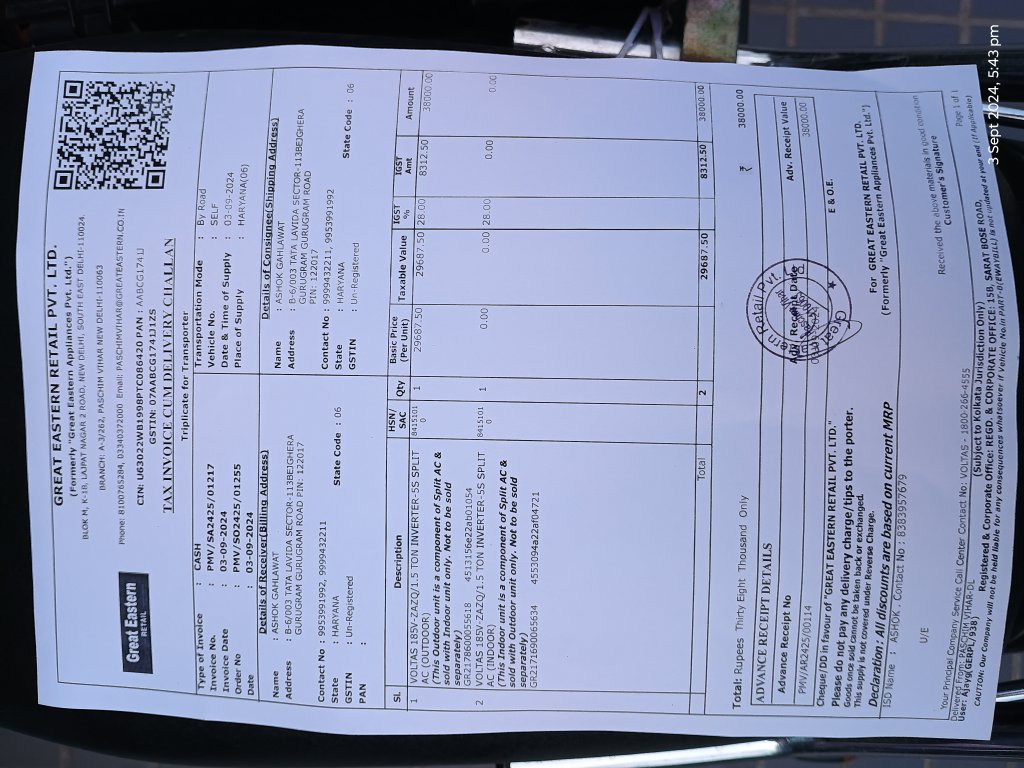 GREAT EASTERN RETAIL PVT. LTD.
(Formerly "Great Eastern Appliances Pvt. Ltd.")
BLOK M, K-18, LAJPAT NAGAR 2 ROAD, NEW DELHI, SOUTH EAST DELHI-110024.
BRANCH: A-3/262, PASCHIM VIHAR NEW DELHI-110063
Phone: 8100765284, 03340372000 Email: PASCHIMVIHAR@GREATEASTERN.CO.IN
Great Eastern
RETAIL
CIN: U63022WB1998PTC086420 PAN : AABCG1741J
GSTIN: 07AABCG1741J1ZS
TAX INVOICE CUM DELIVERY CHALLAN
Triplicate for Transporter
Type of Invoice : CASH
Invoice No. : PMV/SA2425/01217
Invoice Date : 03-09-2024
Order No : PMV/SO2425/01255
Date : 03-09-2024
Transportation Mode : By Road
Vehicle No. : SELF
Date & Time of Supply : 03-09-2024
Place of Supply : HARYANA(06)
Details of Receiver(Billing Address)
Name : ASHOK GAHLAWAT
Address : B-6/003 TATA LAVIDA SECTOR-113BEJGHERA
GURUGRAM GURUGRAM ROAD PIN: 122017
Contact No : 9953991992, 9999432211
State : HARYANA State Code : 06
GSTIN : Un-Registered
PAN :
Details of Consignee(Shipping Address)
Name : ASHOK GAHLAWAT
Address : B-6/003 TATA LAVIDA SECTOR-113BEJGHERA
GURUGRAM GURUGRAM ROAD
PIN: 122017
Contact No : 9999432211, 9953991992
State : HARYANA State Code : 06
GSTIN : Un-Registered
SL Description HSN/SAC Qty Basic Price (Per Unit) Taxable Value IGST % IGST Amt Amount
1 VOLTAS 185V-ZAZQ/1.5 TON INVERTER-5S SPLIT 84151010 1 29687.50 29687.50 28.00 8312.50 38000.00
AC (OUTDOOR)
(This Outdoor unit is a component of Split AC &
sold with Indoor unit only. Not to be sold
separately)
GR2178600055618 4513156e22ab01054
2 VOLTAS 185V-ZAZQ/1.5 TON INVERTER-5S SPLIT 84151010 1 0.00 0.00 28.00 0.00 0.00
AC (INDOOR)
(This Indoor unit is a component of Split AC &
sold with Outdoor unit only. Not to be sold
separately)
GR2171690065634 4553094a22af04721
Total 2 29687.50 8312.50 38000.00
Total: Rupees Thirty Eight Thousand Only ₹ 38000.00
ADVANCE RECEIPT DETAILS
Advance Receipt No Adv. Receipt Date Adv. Receipt Value
PMV/AR2425/00114 03-09-2024 38000.00
Great Eastern Retail Pvt. Ltd
Paschim Vihar
110063
Cheque/DD in favour of "GREAT EASTERN RETAIL PVT. LTD."
E & O.E.
Please do not pay any delivery charge/tips to the porter.
Goods once sold cannot be taken back or exchanged.
This supply is not covered under Reverse Charge.
For GREAT EASTERN RETAIL PVT. LTD.
(Formerly "Great Eastern Appliances Pvt. Ltd.")
Declaration: All discounts are based on current MRP
ISD Name : ASHOK . Contact No : 8383957679
U/E
Received the above materials in good condition
Customer's Signature
Your Principal Company Service Call Center Contact No: VOLTAS - 1800-266-4555
Delivered From: PASCHIM VIHAR-DL
Page 1 of 1
User: Ajayg(GERPL/938)
(Subject to Kolkata Jurisdiction Only)
Registered & Corporate Office: REGD. & CORPORATE OFFICE: 15B, SARAT BOSE ROAD,
CAUTION: Our Company will not be held liable for any consequences whatsoever if Vehicle No.in PART-B(EWAYBILL) is not updated at your end (If Applicable)
3 Sept 2024, 5:43 pm